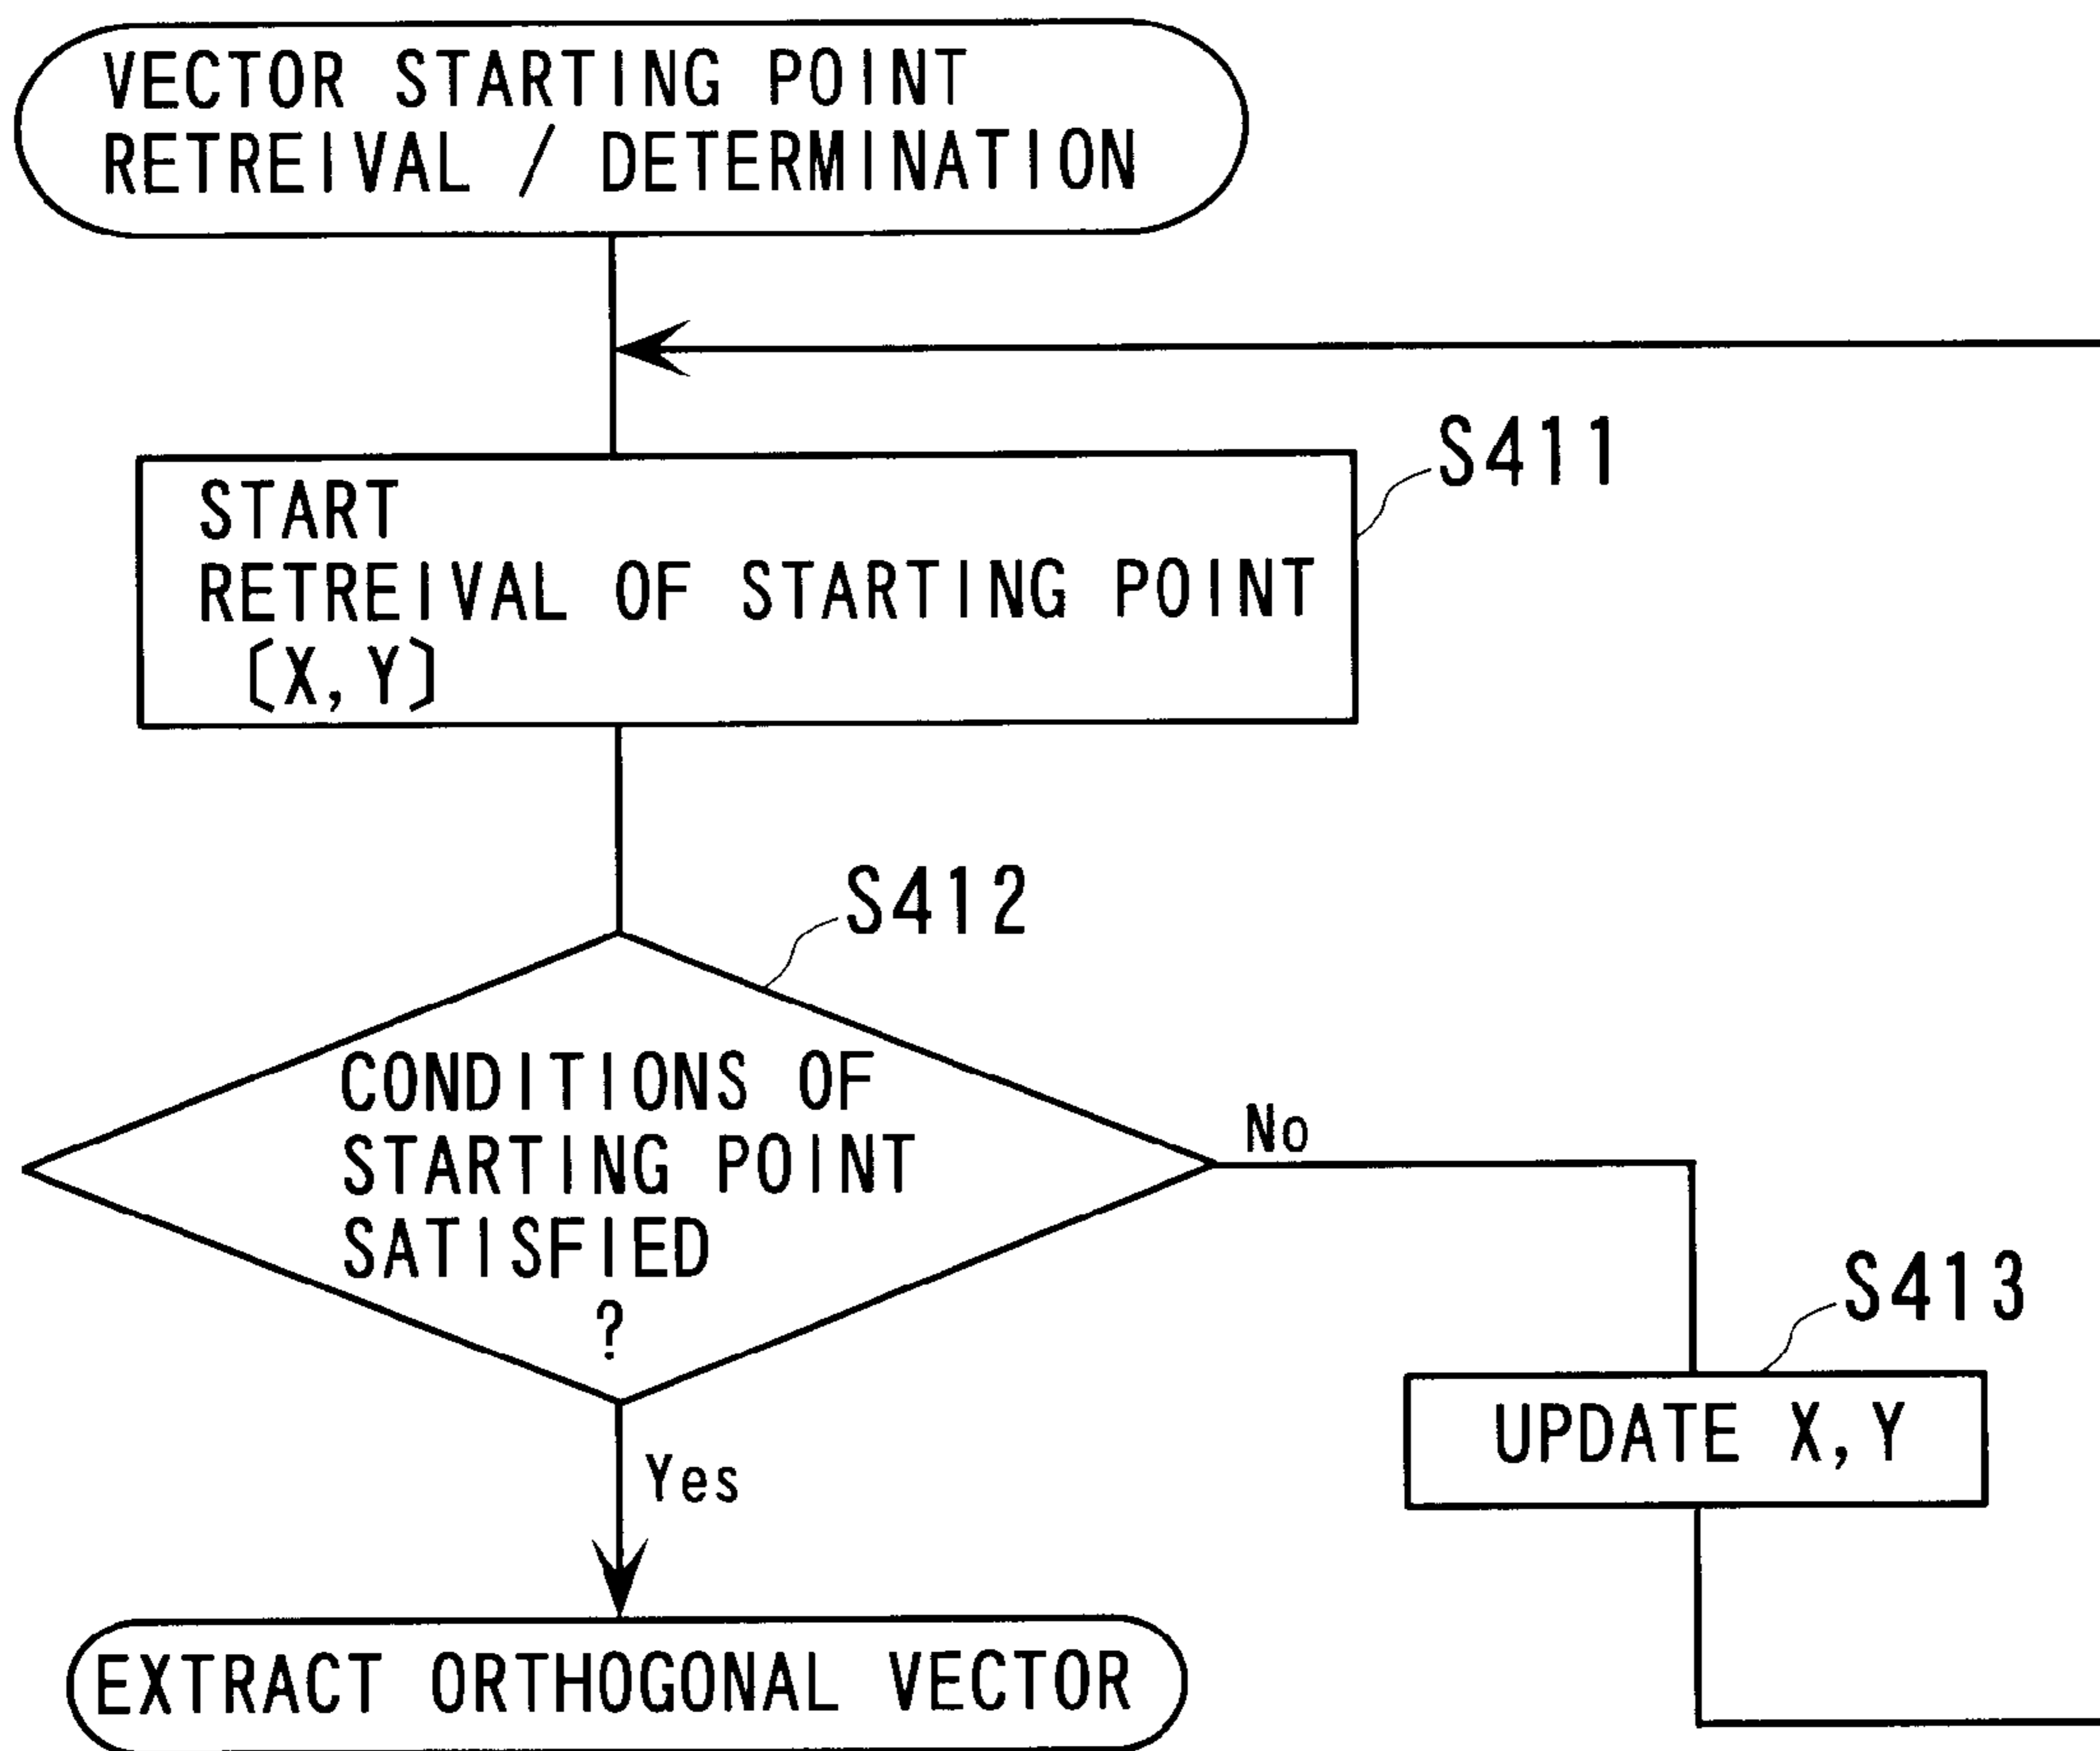 VECTOR STARTING POINT
RETREIVAL / DETERMINATION
S411
START
RETREIVAL OF STARTING POINT
(X, Y)
S412
CONDITIONS OF
STARTING POINT
SATISFIED
?
No
S413
UPDATE X, Y
Yes
EXTRACT ORTHOGONAL VECTOR